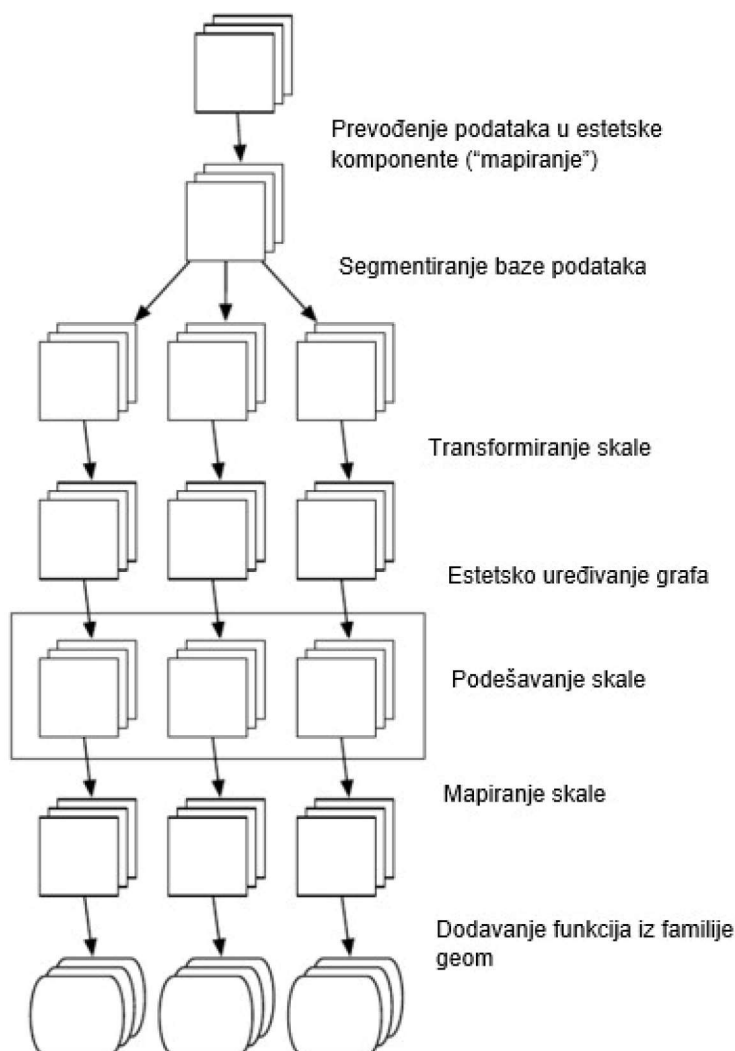 Prevođenje podataka u estetske
komponente (“mapiranje”)
Segmentiranje baze podataka
Transformiranje skale
Estetsko uređivanje grafa
Podešavanje skale
Mapiranje skale
Dodavanje funkcija iz familije
geom